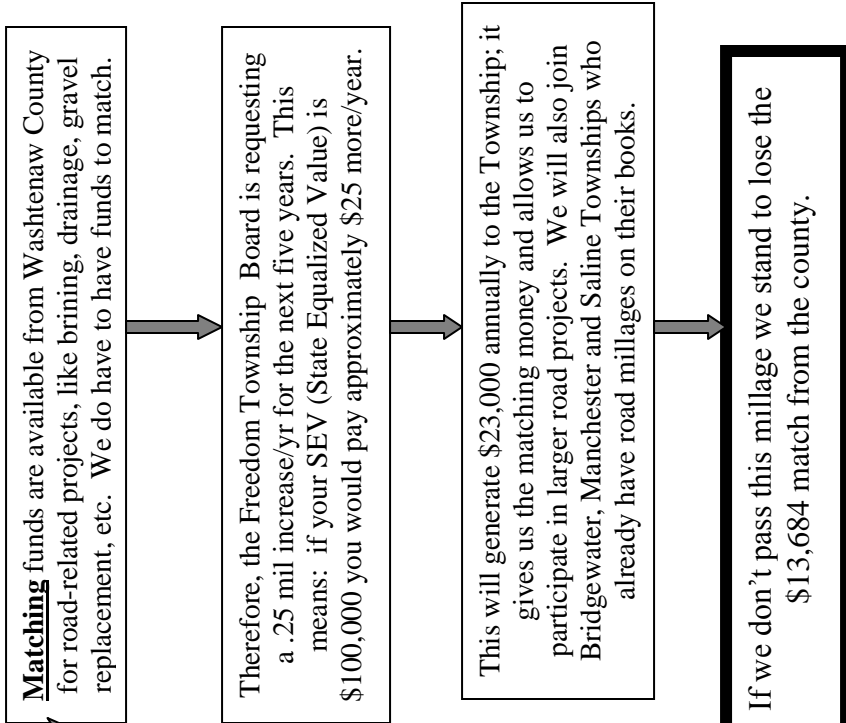 Matching funds are available from Washtenaw County
for road-related projects, like brining, drainage, gravel
replacement, etc.  We do have to have funds to match.
Therefore, the Freedom Township  Board is requesting
a .25 mil increase/yr for the next five years.  This
means:  if your SEV (State Equalized Value) is
$100,000 you would pay approximately $25 more/year.
This will generate $23,000 annually to the Township; it
gives us the matching money and allows us to
participate in larger road projects.  We will also join
Bridgewater, Manchester and Saline Townships who
already have road millages on their books.
If we don’t pass this millage we stand to lose the
$13,684 match from the county.